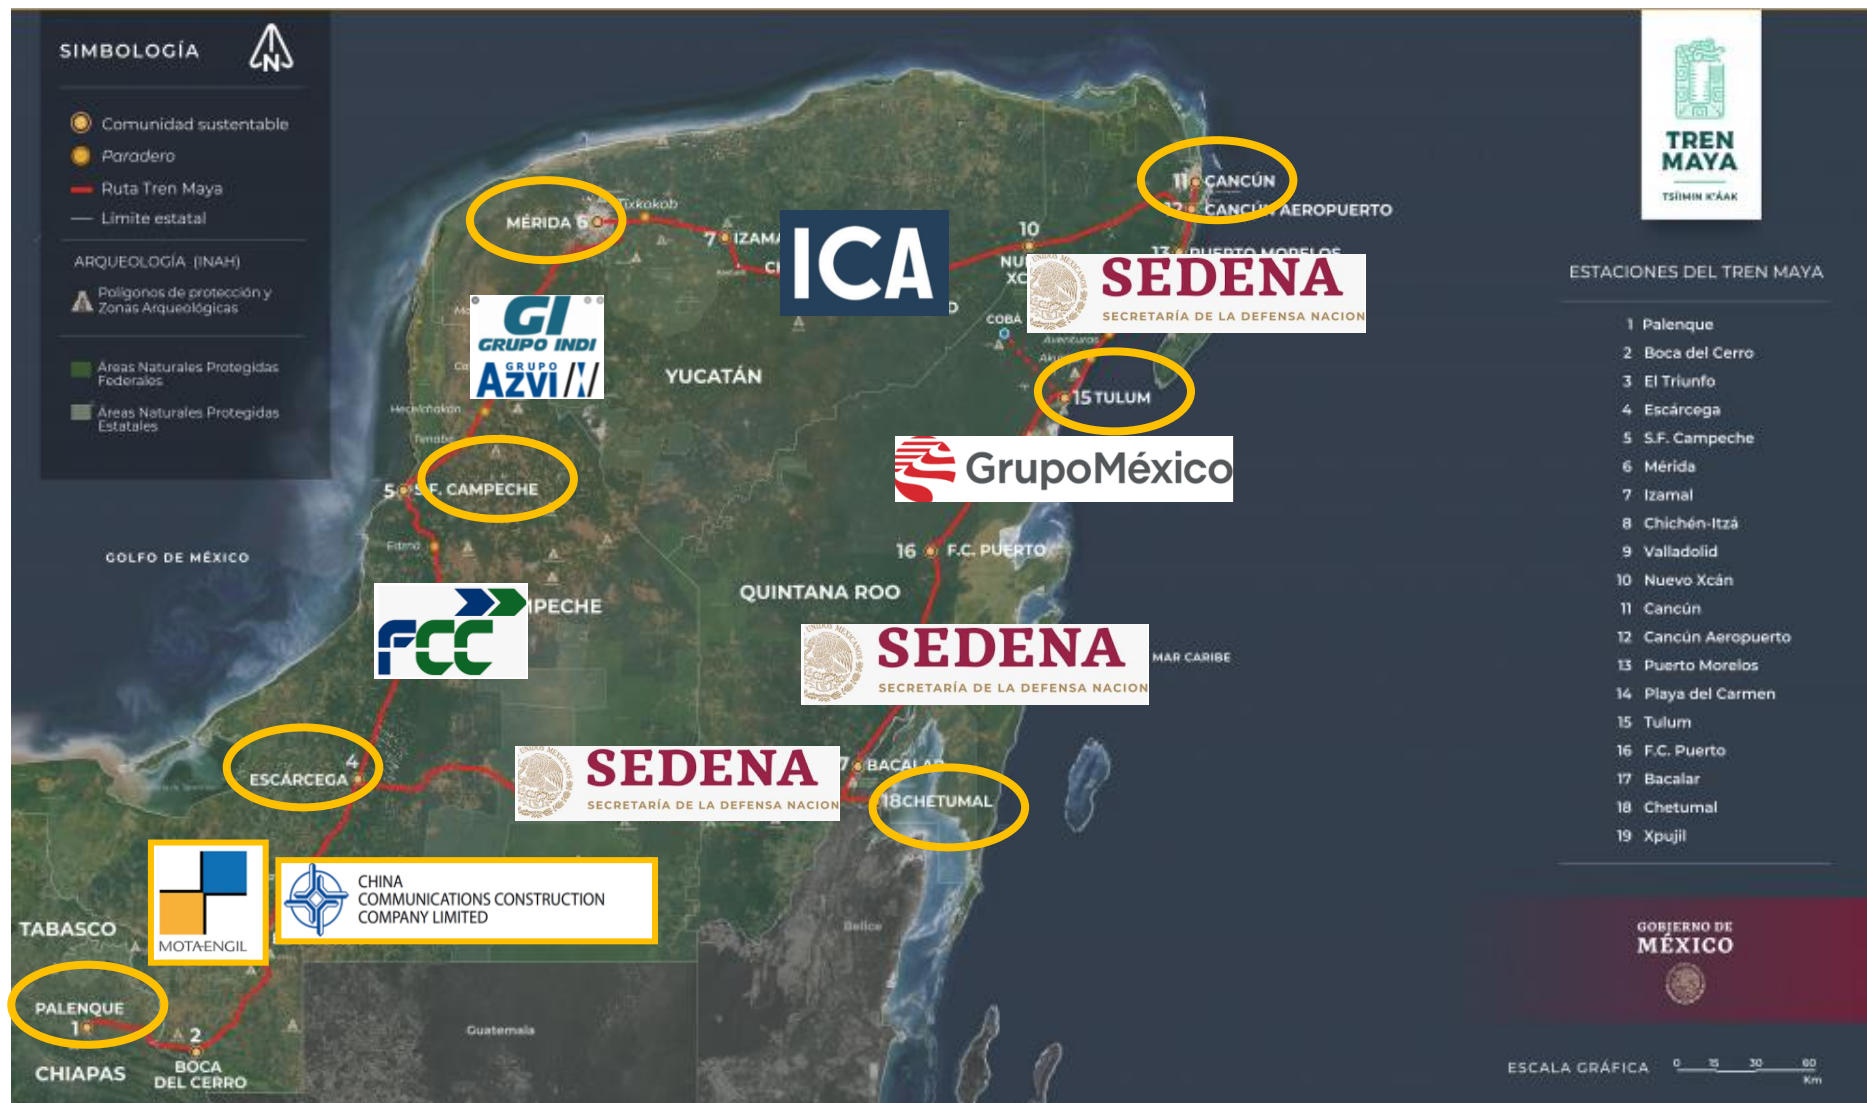 SIMBOLOGÍA
N
Comunidad sustentable
Paradero
Ruta Tren Maya
Límite estatal
ARQUEOLOGÍA (INAH)
Polígonos de protección y
Zonas Arqueológicas
Áreas Naturales Protegidas
Federales
Áreas Naturales Protegidas
Estatales
TREN
MAYA
TSÍIMIN K'ÁAK
ESTACIONES DEL TREN MAYA
1 Palenque
2 Boca del Cerro
3 El Triunfo
4 Escárcega
5 S.F. Campeche
6 Mérida
7 Izamal
8 Chichén-Itzá
9 Valladolid
10 Nuevo Xcán
11 Cancún
12 Cancún Aeropuerto
13 Puerto Morelos
14 Playa del Carmen
15 Tulum
16 F.C. Puerto
17 Bacalar
18 Chetumal
19 Xpujil
GOBIERNO DE
MÉXICO
ESCALA GRÁFICA 0 15 30 60
Km
11 CANCÚN
12 CANCÚN AEROPUERTO
13 PUERTO MORELOS
MÉRIDA 6
Tixkokob
7 IZAMA
ICA
10
NU
XC
SEDENA
SECRETARÍA DE LA DEFENSA NACION
COBÁ
Aventuras
GI
GRUPO INDI
GRUPO
AZVI
YUCATÁN
15 TULUM
Hecelchakán
Tenabo
GrupoMéxico
5 S.F. CAMPECHE
Edzná
GOLFO DE MÉXICO
16 F.C. PUERTO
QUINTANA ROO
FCC
MPECHE
SEDENA
SECRETARÍA DE LA DEFENSA NACION
MAR CARIBE
4
ESCÁRCEGA
SEDENA
SECRETARÍA DE LA DEFENSA NACION
7 BACALAR
18 CHETUMAL
MOTA-ENGIL
CHINA
COMMUNICATIONS CONSTRUCTION
COMPANY LIMITED
TABASCO
Belice
PALENQUE
1
2
BOCA
DEL CERRO
CHIAPAS
Guatemala